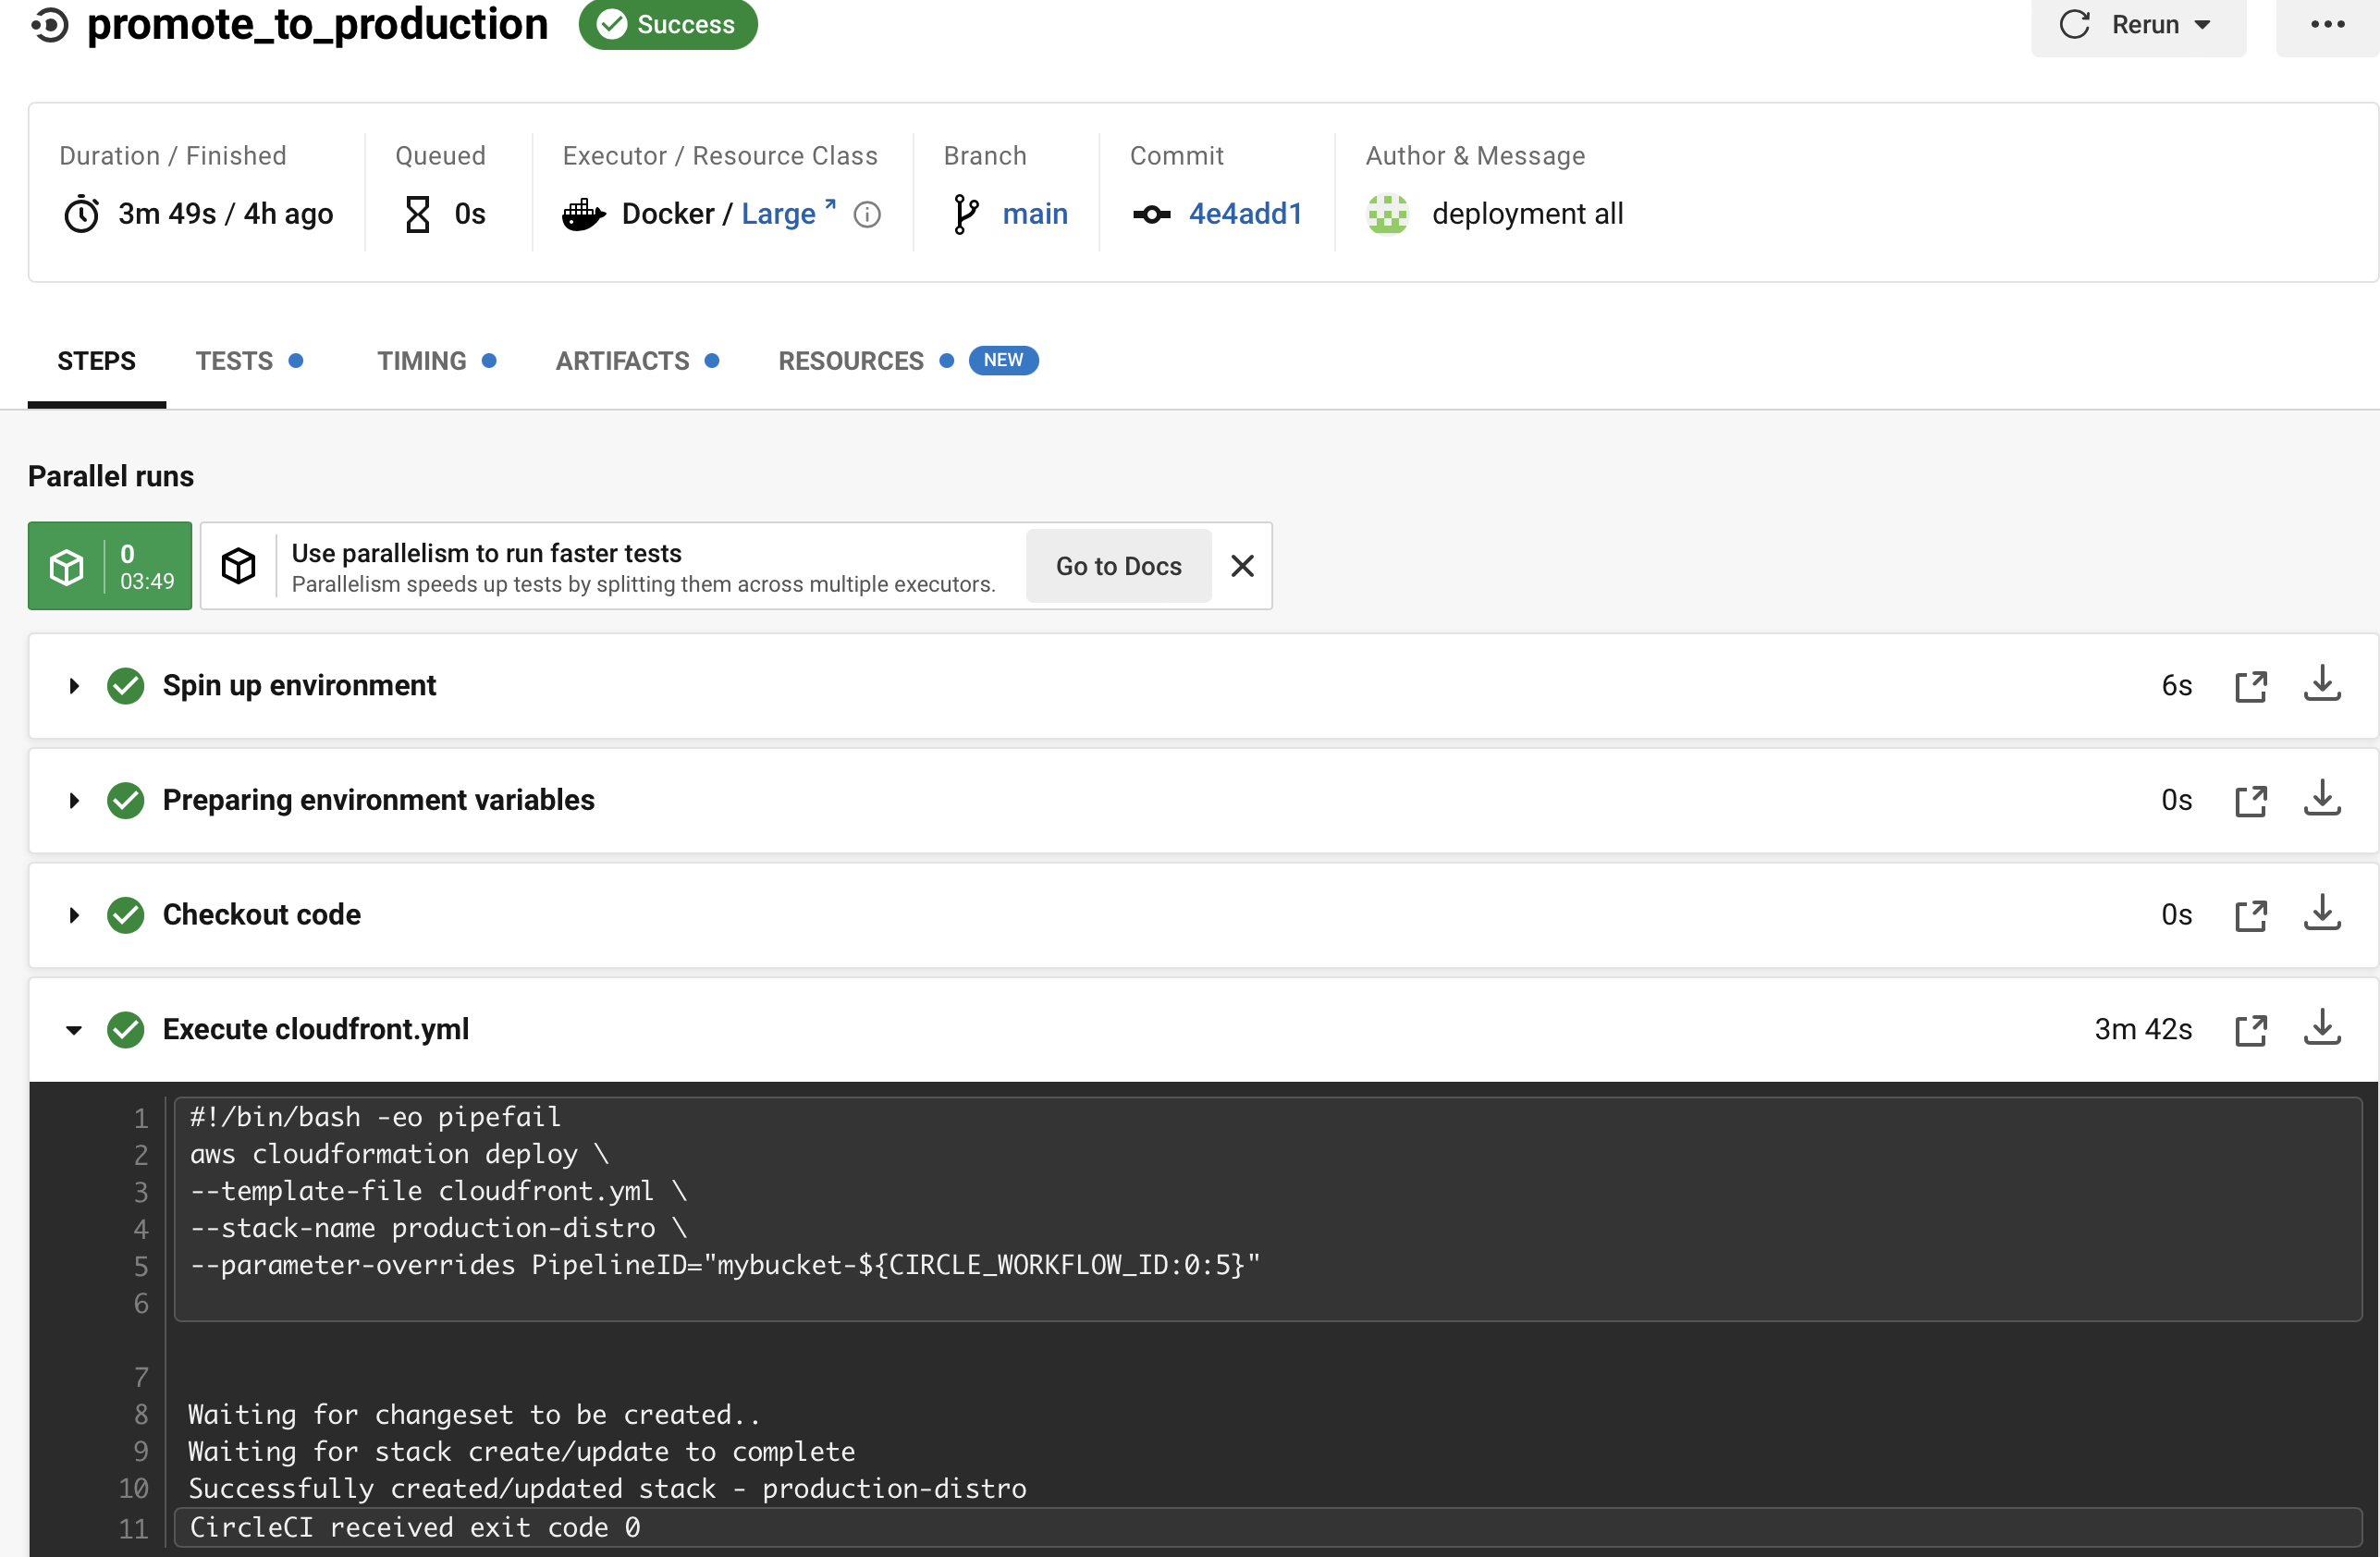 promote_to_production Success Rerun
Duration / Finished Queued Executor / Resource Class Branch Commit Author & Message
3m 49s / 4h ago 0s Docker / Large main 4e4add1 deployment all
STEPS TESTS TIMING ARTIFACTS RESOURCES NEW
Parallel runs
0
03:49
Use parallelism to run faster tests
Parallelism speeds up tests by splitting them across multiple executors.
Go to Docs
Spin up environment 6s
Preparing environment variables 0s
Checkout code 0s
Execute cloudfront.yml 3m 42s
1 #!/bin/bash -eo pipefail
2 aws cloudformation deploy \
3 --template-file cloudfront.yml \
4 --stack-name production-distro \
5 --parameter-overrides PipelineID="mybucket-${CIRCLE_WORKFLOW_ID:0:5}"
6
7
8 Waiting for changeset to be created..
9 Waiting for stack create/update to complete
10 Successfully created/updated stack - production-distro
11 CircleCI received exit code 0